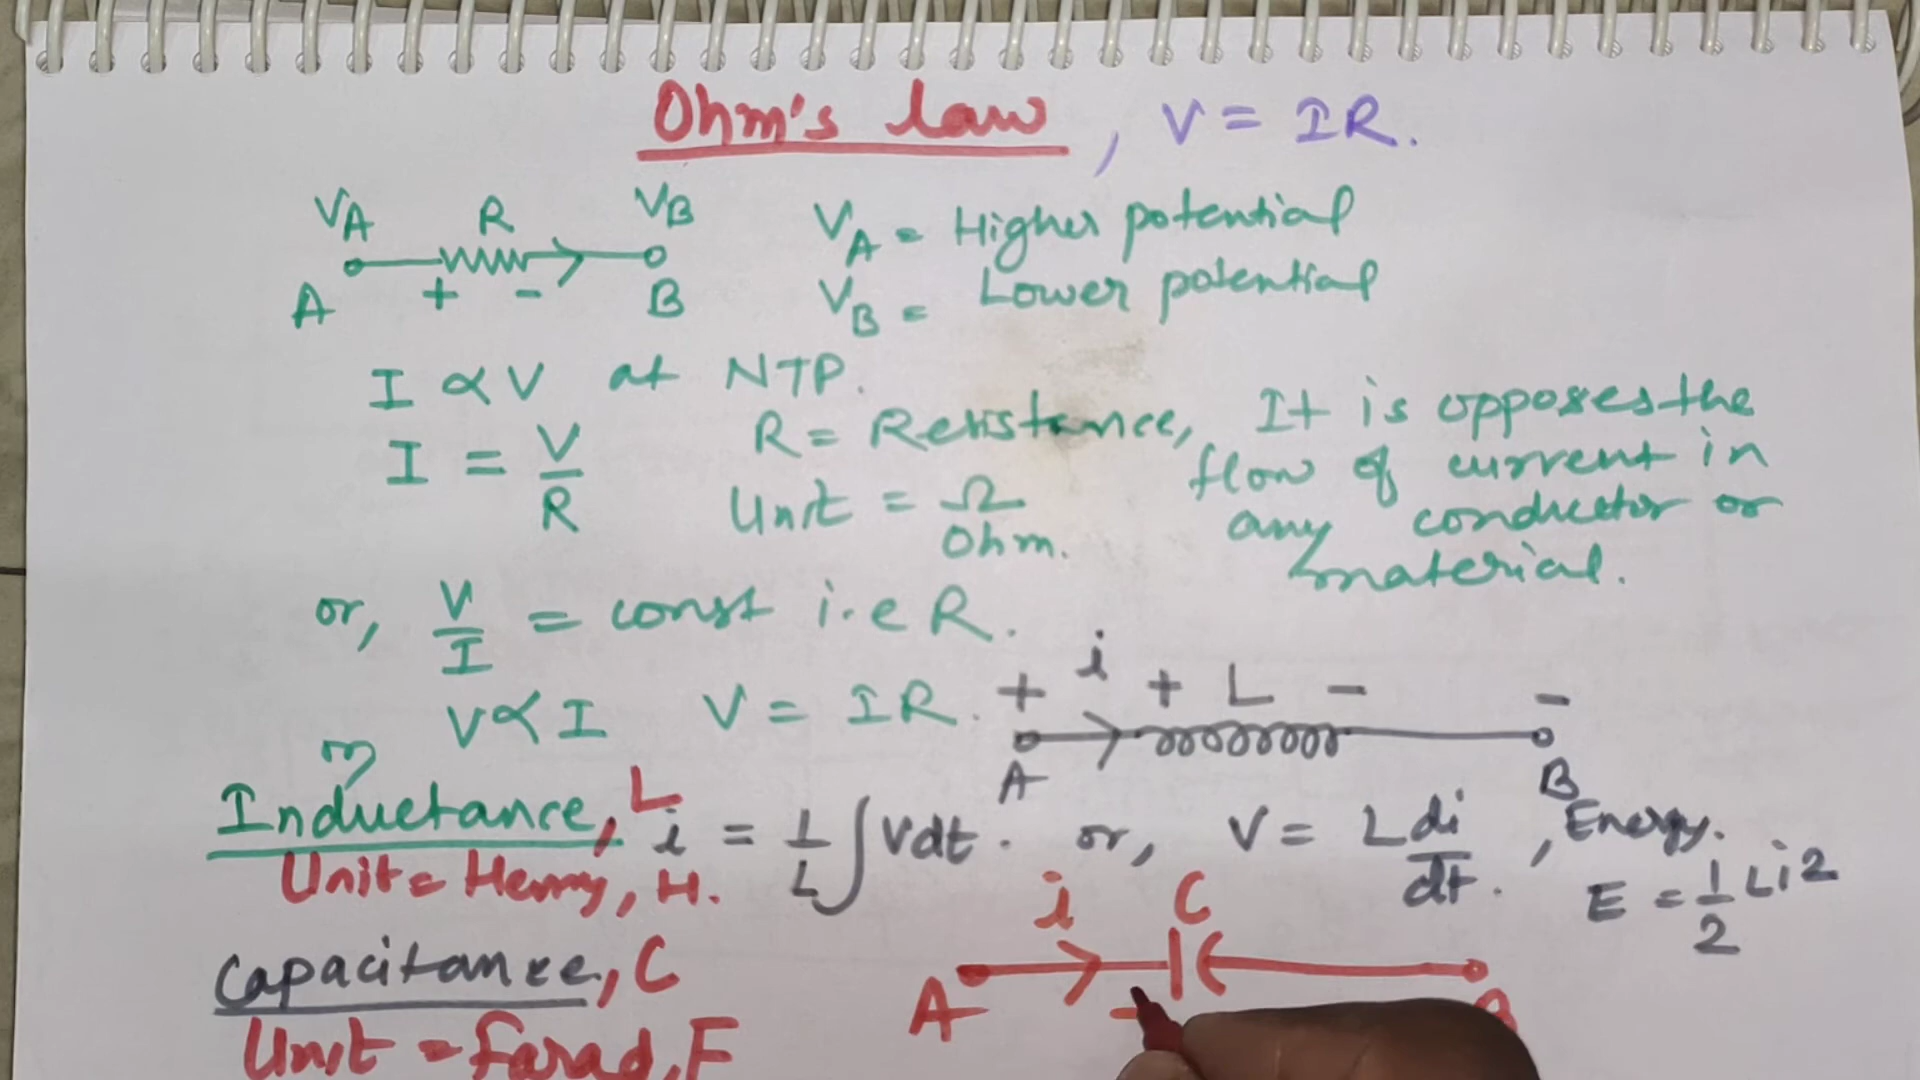 Ohm's law, V = IR.
VA R VB
A + - B
VA = Higher potential
VB = Lower potential
I ∝ V at NTP.
I = V/R
R = Resistance, It is opposes the
flow of current in
any conductor or
material.
Unit = Ω
Ohm.
or, V/I = const i.e R.
or V ∝ I V = IR.
+ i + L - -
A B
Inductance, L i = 1/L ∫Vdt. or, V = L di/dt. , Energy.
E = 1/2 Li2
Unit = Henry, H.
Capacitance, C
i C
A B
Unit = Farad, F